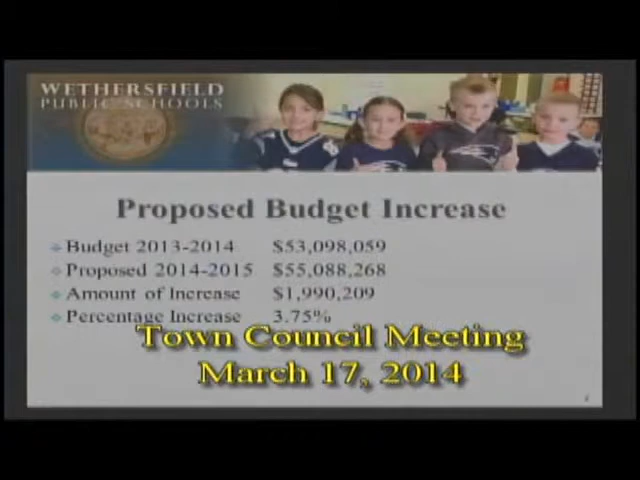 WETHERSFIELD
PUBLIC SCHOOLS
Proposed Budget Increase
Budget 2013-2014 $53,098,059
Proposed 2014-2015 $55,088,268
Amount of Increase $1,990,209
Percentage Increase 3.75%
Town Council Meeting
March 17, 2014